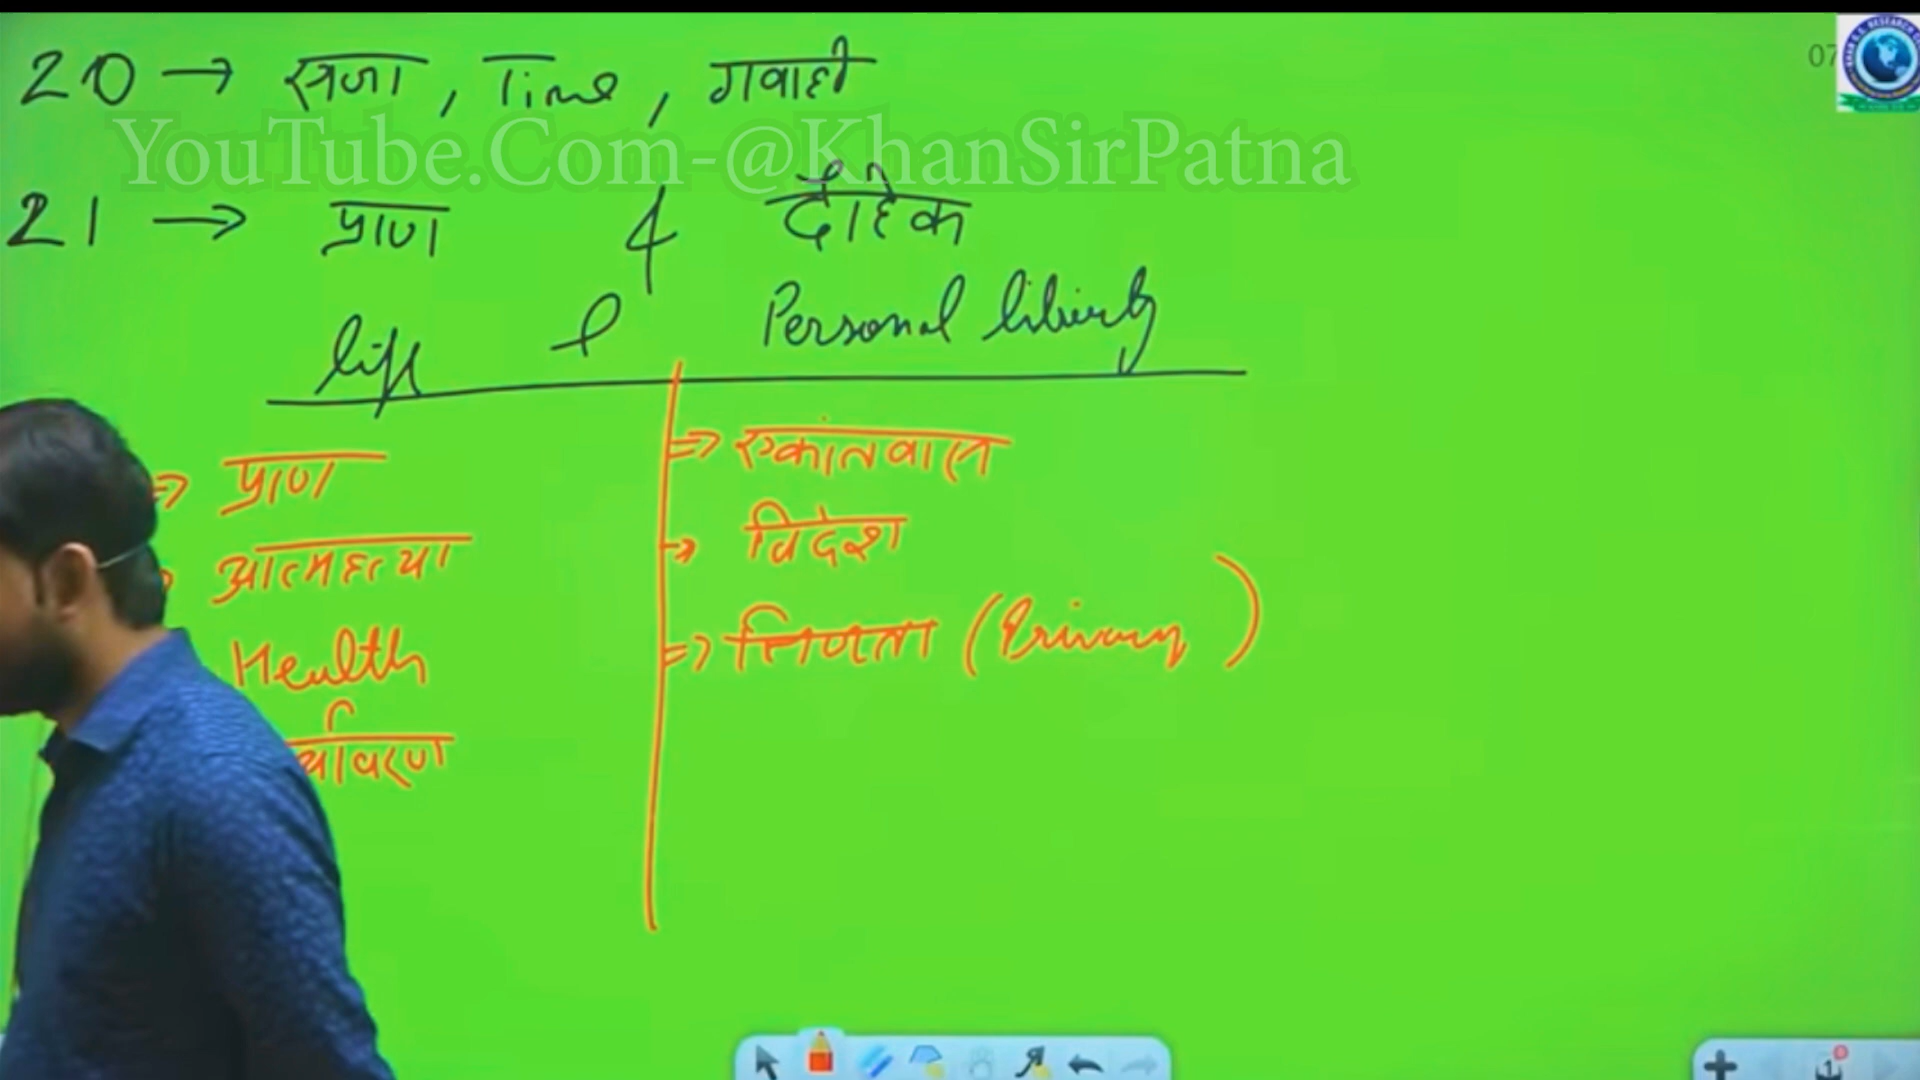 07
20 → सजा, Time, गवाही
YouTube.Com-@KhanSirPatna
21 → प्राण & दैहिक
life & Personal liberty
⇒ प्राण ⇒ एकांतवास
आत्महत्या → विदेश
Health ⇒ निजता (Privacy)
र्यावरण